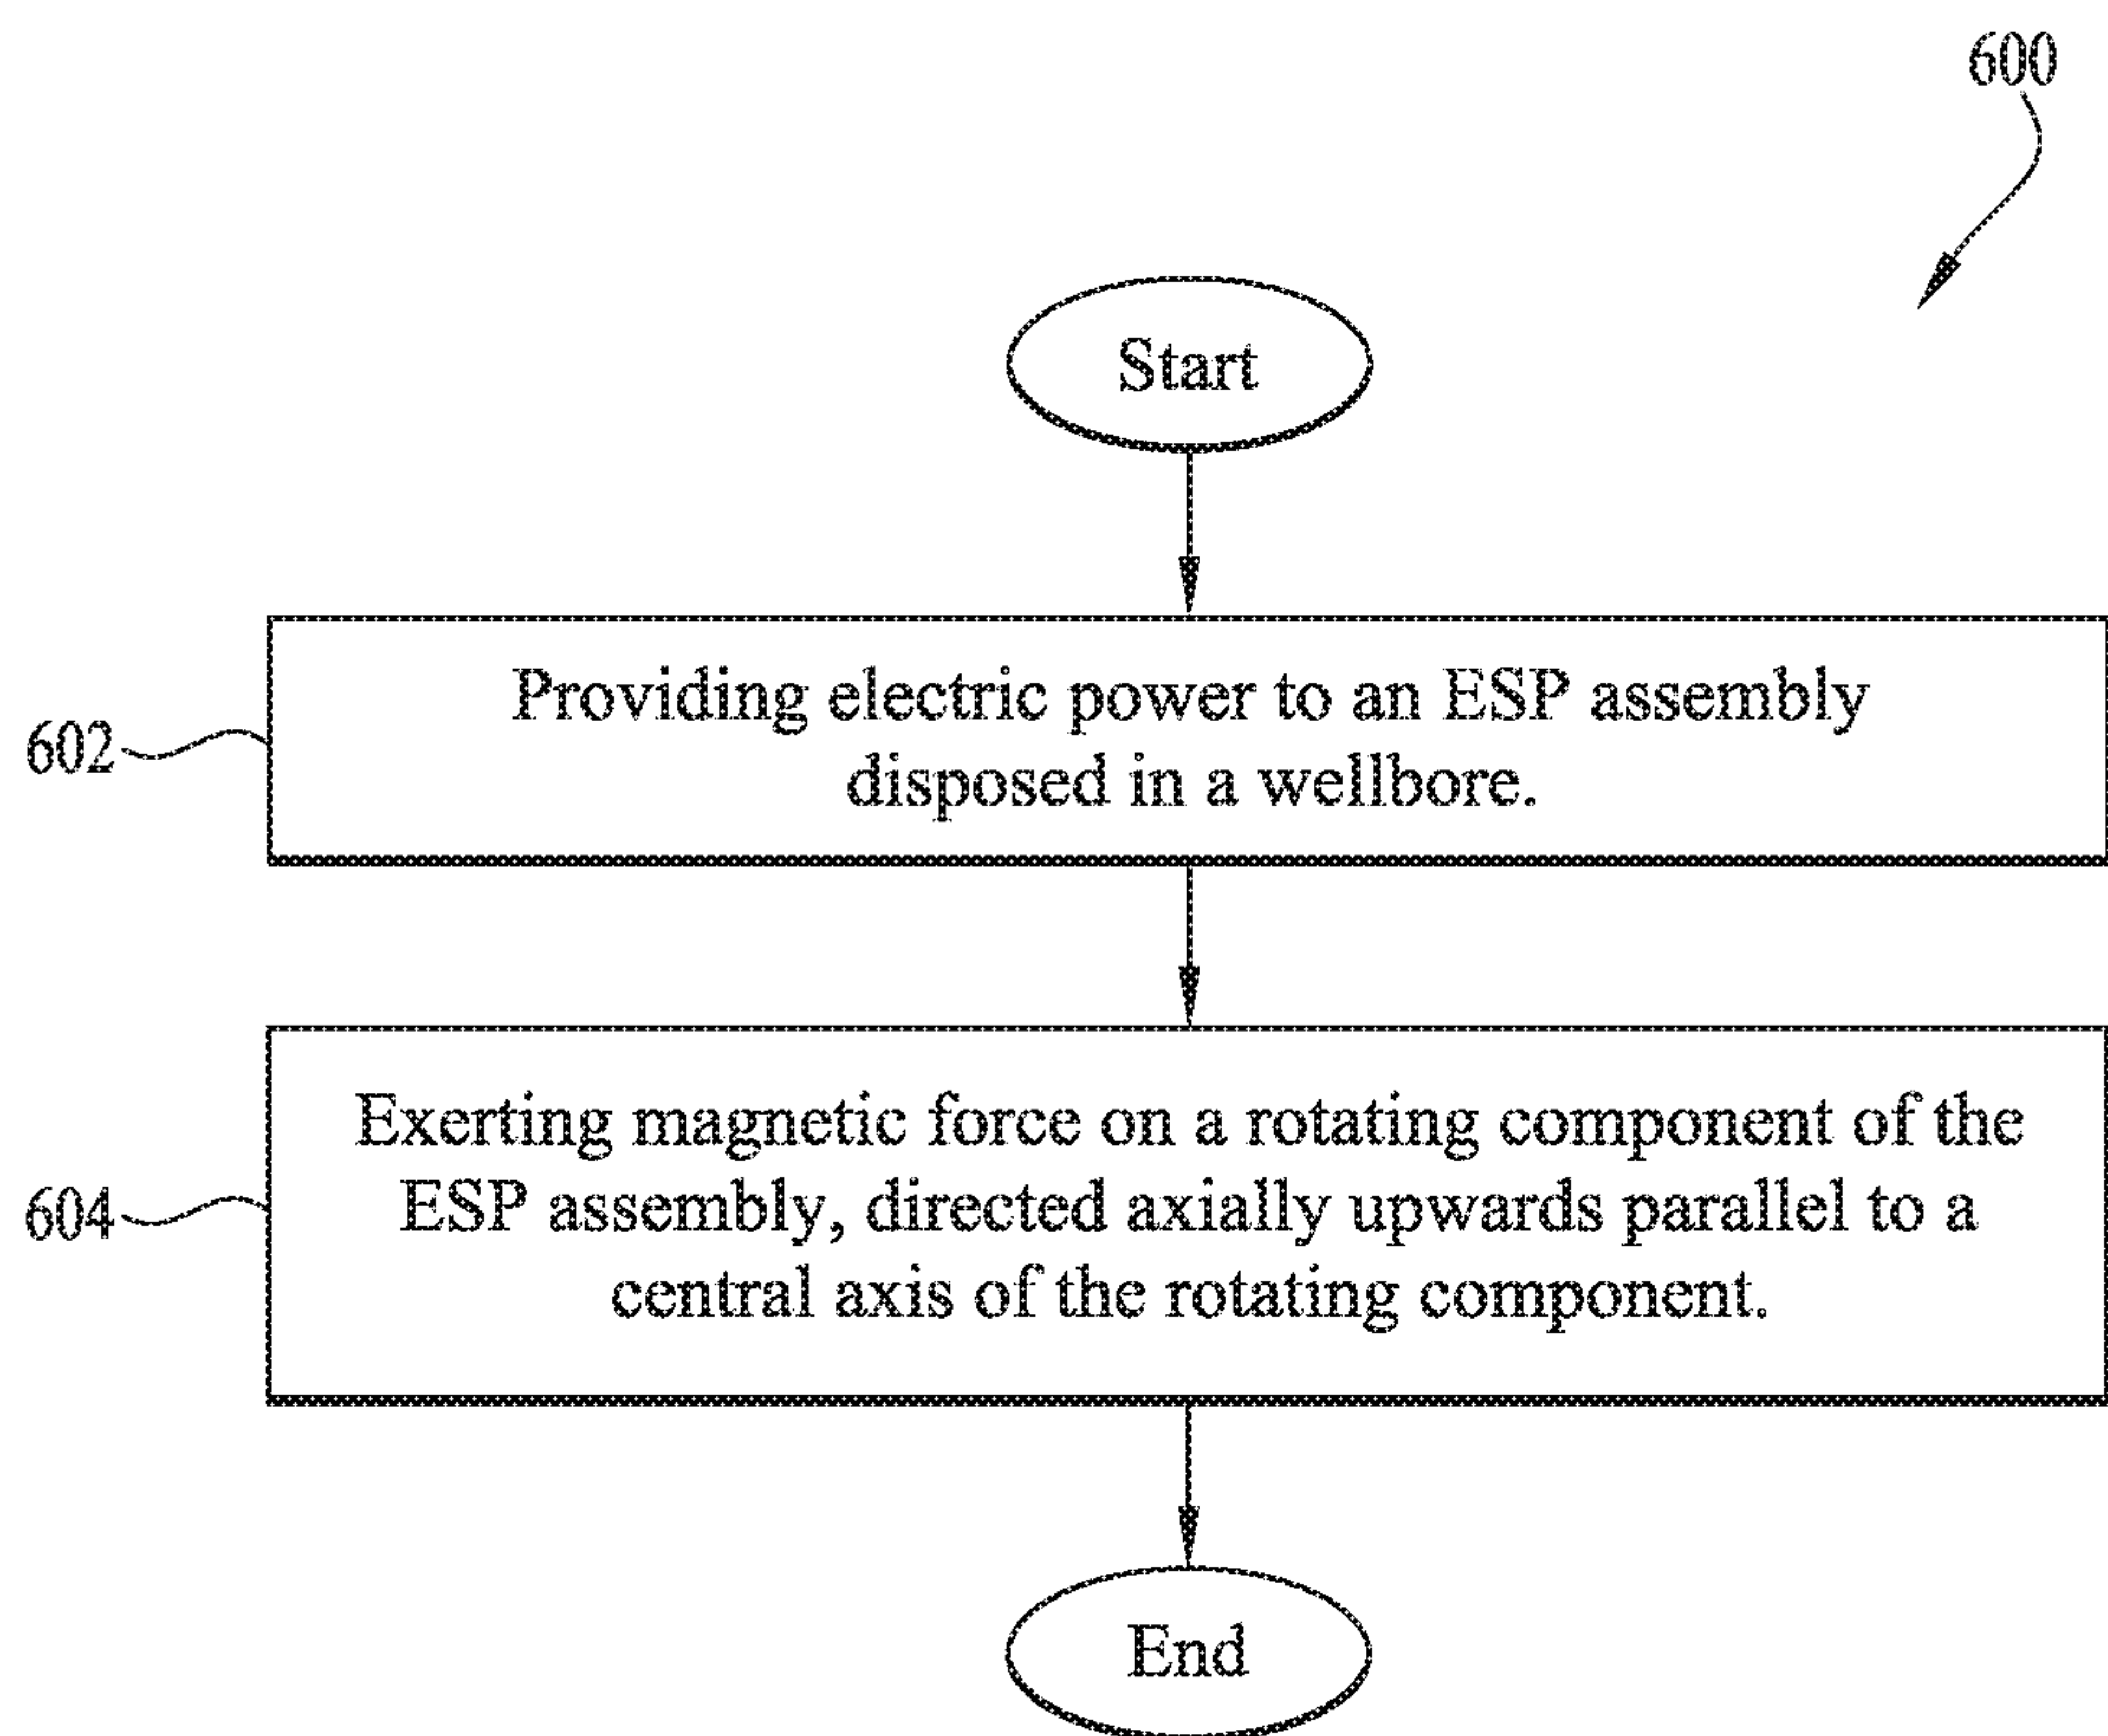 600
Start
602
Providing electric power to an ESP assembly
disposed in a wellbore.
604
Exerting magnetic force on a rotating component of the
ESP assembly, directed axially upwards parallel to a
central axis of the rotating component.
End